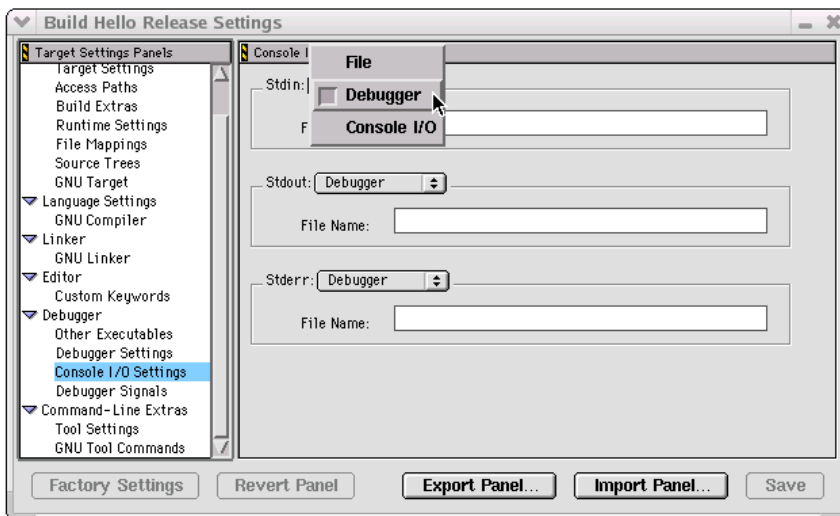 Build Hello Release Settings
Target Settings Panels
Target Settings
Access Paths
Build Extras
Runtime Settings
File Mappings
Source Trees
GNU Target
Language Settings
GNU Compiler
Linker
GNU Linker
Editor
Custom Keywords
Debugger
Other Executables
Debugger Settings
Console I/O Settings
Debugger Signals
Command-Line Extras
Tool Settings
GNU Tool Commands
Console I
File
Stdin:
Debugger
F
Console I/O
Stdout: Debugger
File Name:
Stderr: Debugger
File Name:
Factory Settings
Revert Panel
Export Panel...
Import Panel...
Save